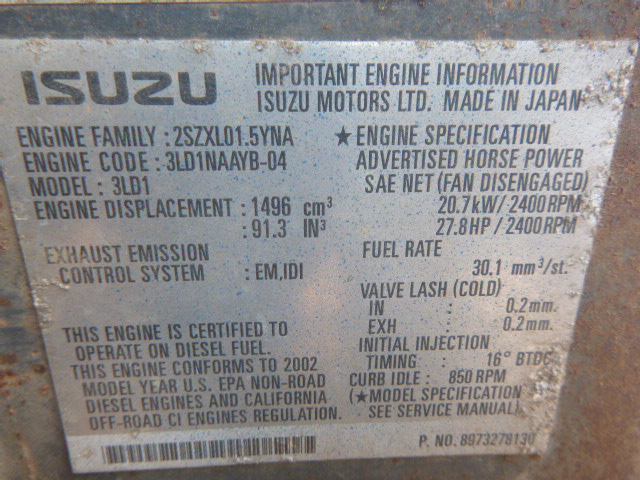 ISUZU
IMPORTANT ENGINE INFORMATION
ISUZU MOTORS LTD. MADE IN JAPAN
ENGINE FAMILY : 2SZXL01.5YNA
ENGINE CODE : 3LD1NAAYB-04
MODEL : 3LD1
ENGINE DISPLACEMENT : 1496 cm³
: 91.3 IN³
EXHAUST EMISSION
CONTROL SYSTEM : EM,IDI
THIS ENGINE IS CERTIFIED TO
OPERATE ON DIESEL FUEL.
THIS ENGINE CONFORMS TO 2002
MODEL YEAR U.S. EPA NON-ROAD
DIESEL ENGINES AND CALIFORNIA
OFF-ROAD CI ENGINES REGULATION.
★ENGINE SPECIFICATION
ADVERTISED HORSE POWER
SAE NET (FAN DISENGAGED)
20.7kW / 2400RPM
27.8HP / 2400RPM
FUEL RATE
30.1 mm³/st.
VALVE LASH (COLD)
IN : 0.2mm.
EXH : 0.2mm.
INITIAL INJECTION
TIMING : 16° BTDC
CURB IDLE : 850 RPM
(★MODEL SPECIFICATION
SEE SERVICE MANUAL)
P. NO. 8973278130